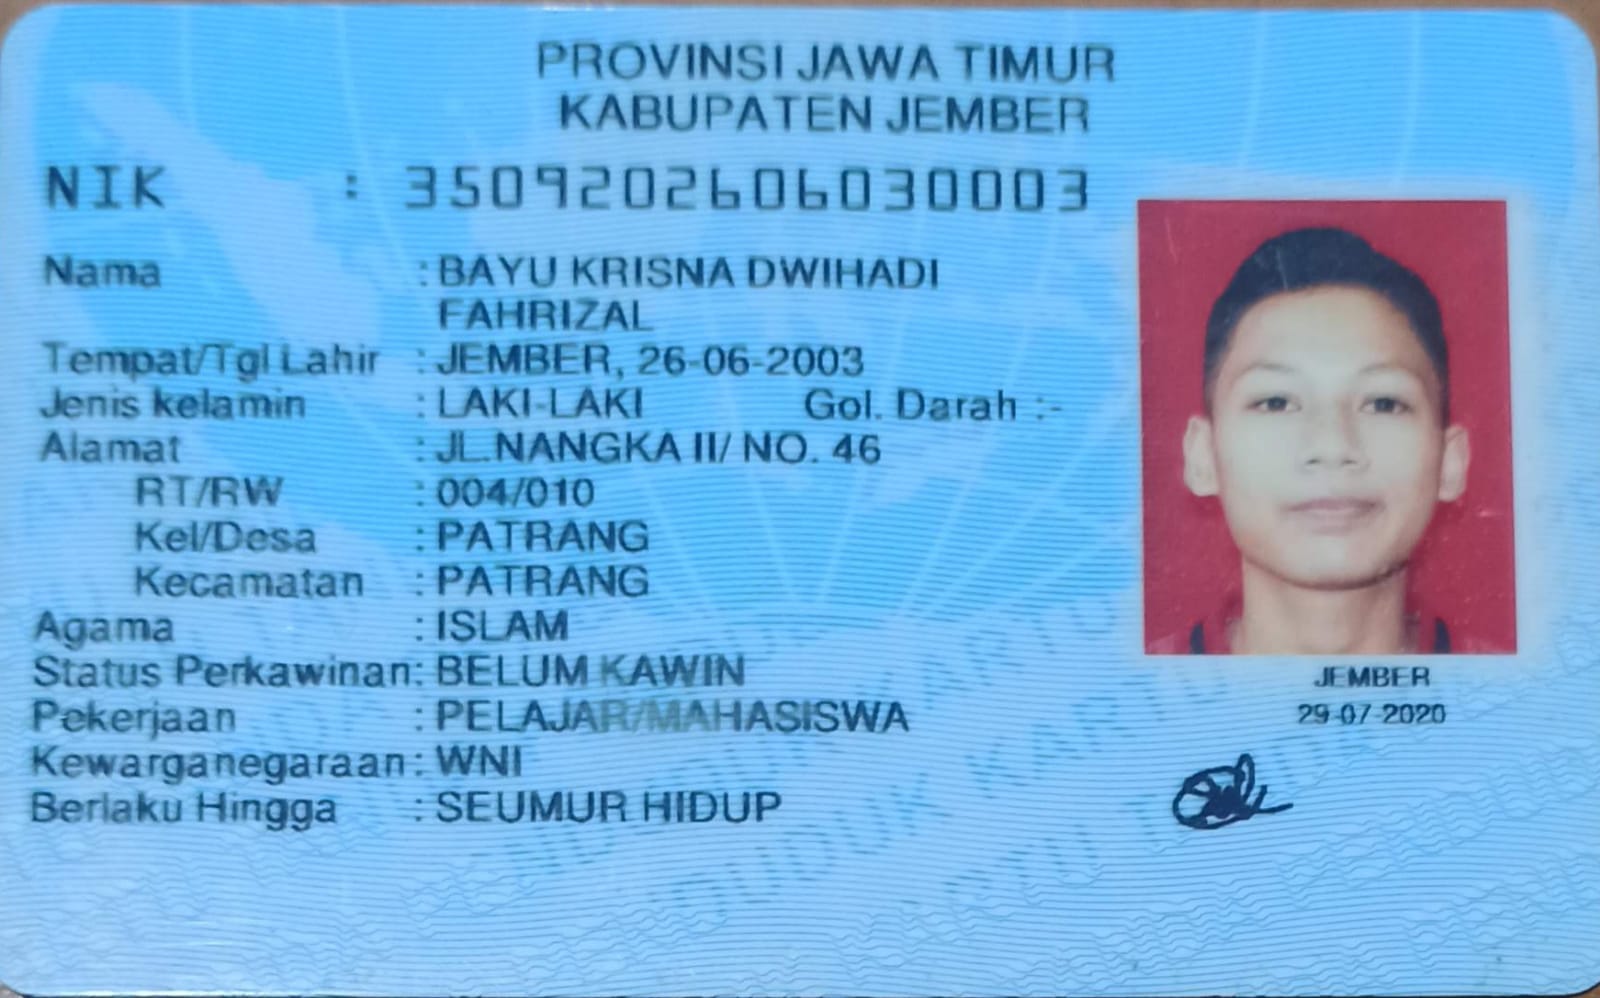 PROVINSI JAWA TIMUR
KABUPATEN JEMBER
NIK : 3509202606030003
Nama : BAYU KRISNA DWIHADI
FAHRIZAL
Tempat/Tgl Lahir : JEMBER, 26-06-2003
Jenis kelamin : LAKI-LAKI Gol. Darah :-
Alamat : JL.NANGKA II/ NO. 46
RT/RW : 004/010
Kel/Desa : PATRANG
Kecamatan : PATRANG
Agama : ISLAM
Status Perkawinan: BELUM KAWIN
Pekerjaan : PELAJAR/MAHASISWA
Kewarganegaraan: WNI
Berlaku Hingga : SEUMUR HIDUP
JEMBER
29-07-2020